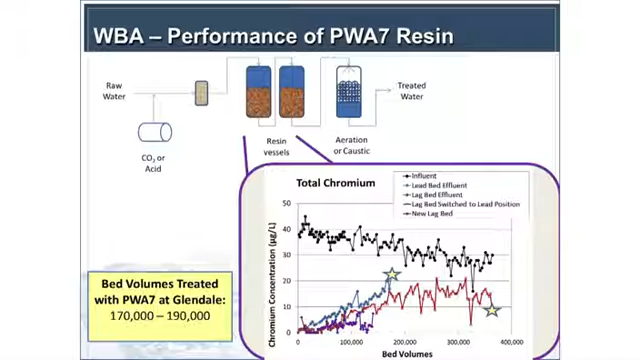 WBA – Performance of PWA7 Resin
Raw
Water
CO2 or
Acid
Resin
vessels
Aeration
or Caustic
Treated
Water
Total Chromium
Influent
Lead Bed Effluent
Lag Bed Effluent
Lag Bed Switched to Lead Position
New Lag Bed
Chromium Concentration (µg/L)
50
40
30
20
10
0
0
100,000
200,000
300,000
400,000
Bed Volumes
Bed Volumes Treated
with PWA7 at Glendale:
170,000 – 190,000